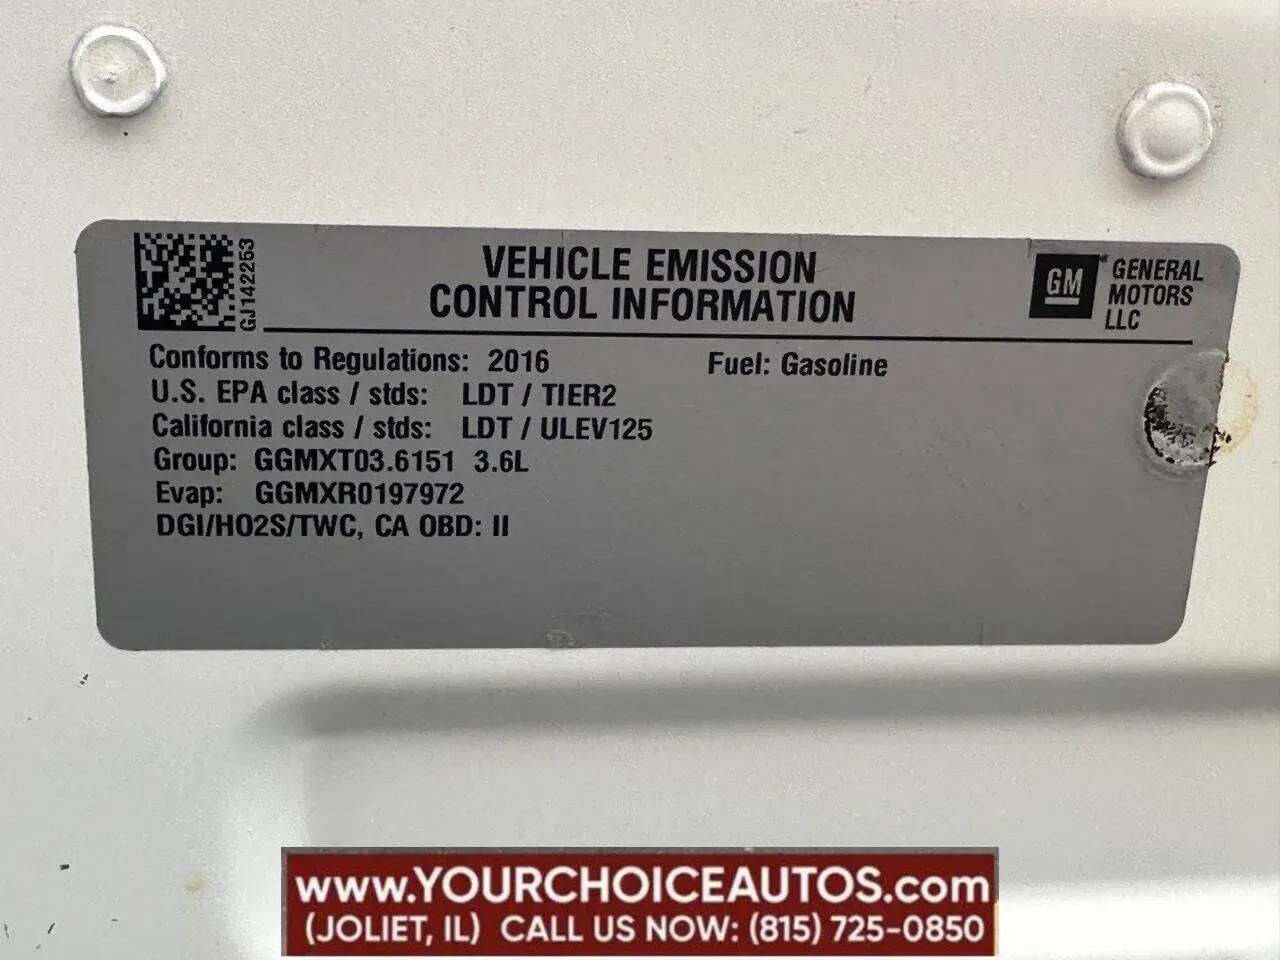 GJ142253
VEHICLE EMISSION
CONTROL INFORMATION
GM
GENERAL
MOTORS
LLC
Conforms to Regulations: 2016
Fuel: Gasoline
U.S. EPA class / stds: LDT / TIER2
California class / stds: LDT / ULEV125
Group: GGMXT03.6151 3.6L
Evap: GGMXR0197972
DGI/HO2S/TWC, CA OBD: II
www.YOURCHOICEAUTOS.com
(JOLIET, IL) CALL US NOW: (815) 725-0850